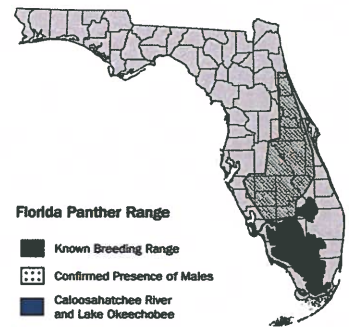 Florida Panther Range
Known Breeding Range
Confirmed Presence of Males
Caloosahatchee River
and Lake Okeechobee